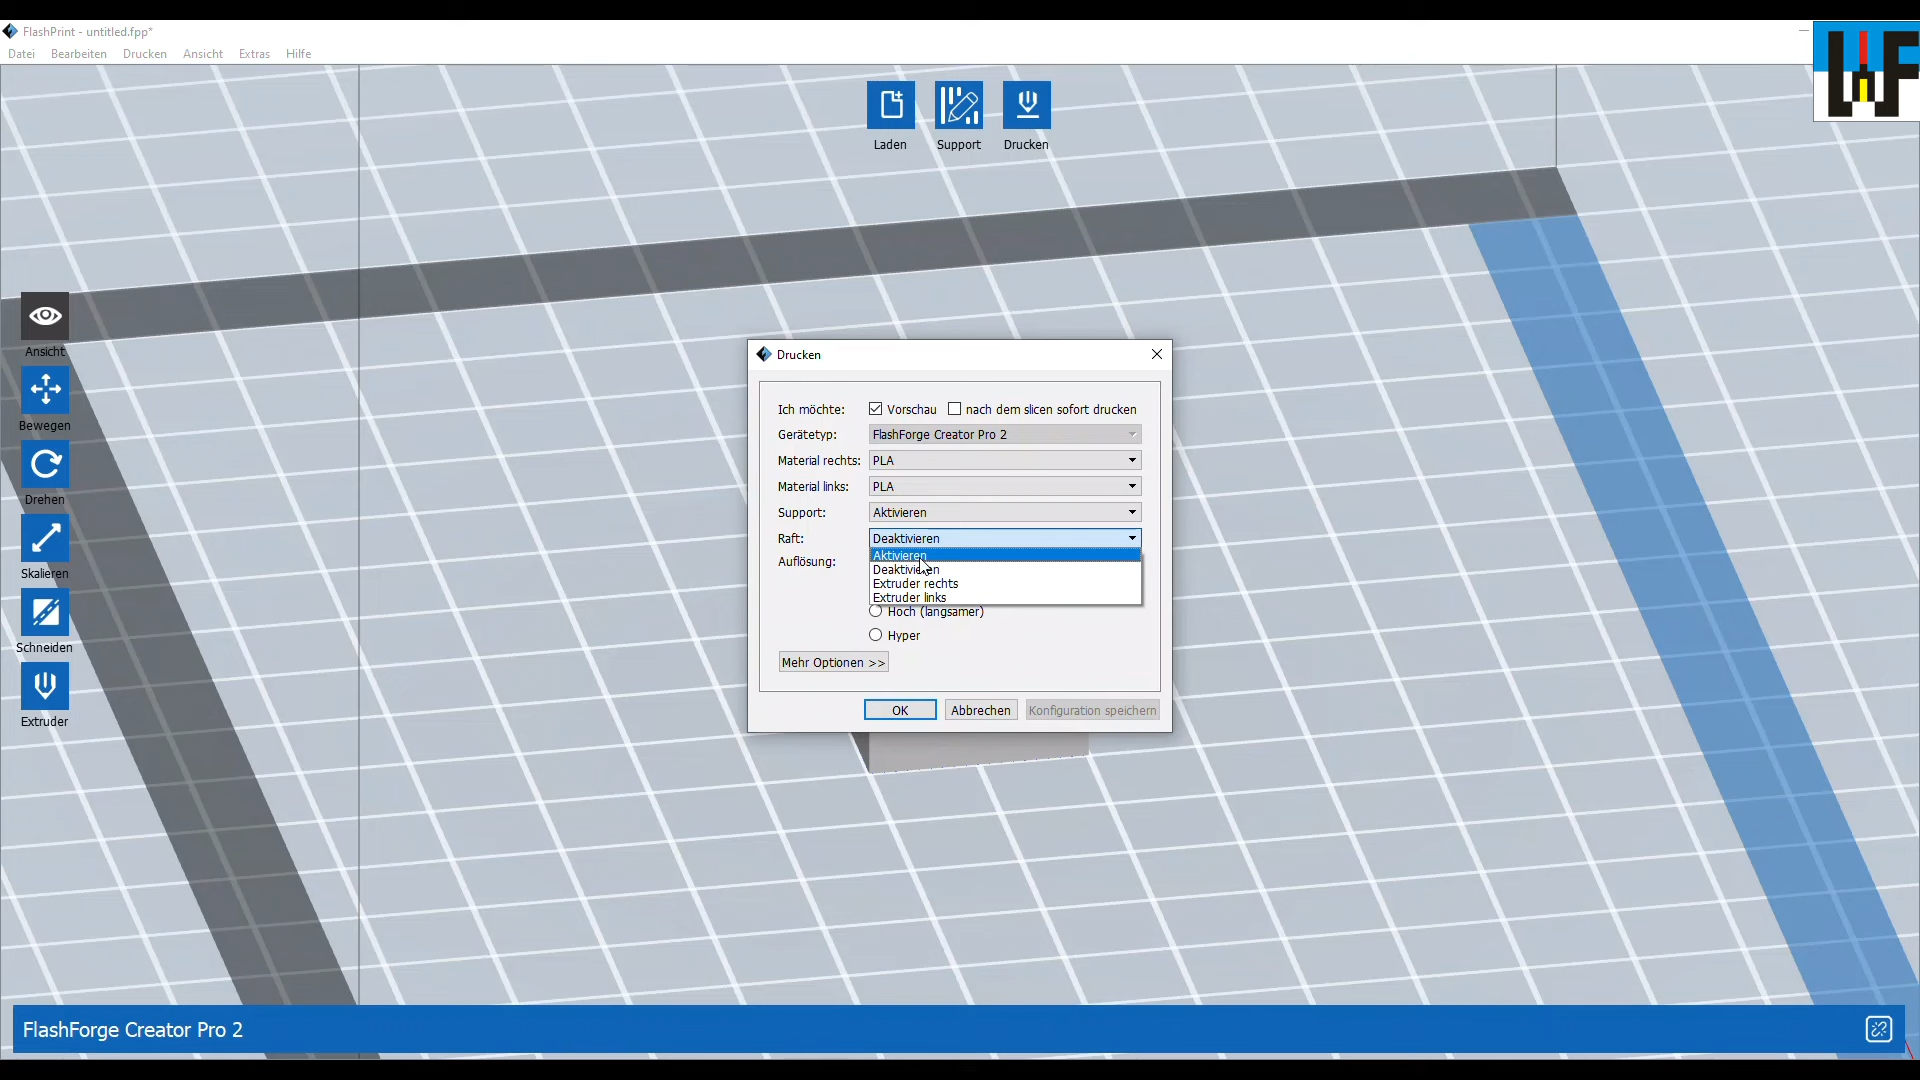 FlashPrint - untitled.fpp*
Datei Bearbeiten Drucken Ansicht Extras Hilfe
Laden Support Drucken
Ansicht
Bewegen
Drehen
Skalieren
Schneiden
Extruder
Drucken
Ich möchte: Vorschau nach dem slicen sofort drucken
Gerätetyp: FlashForge Creator Pro 2
Material rechts: PLA
Material links: PLA
Support: Aktivieren
Raft: Deaktivieren
Aktivieren
Auflösung:
Deaktivieren
Extruder rechts
Extruder links
Hoch (langsamer)
Hyper
Mehr Optionen >>
OK Abbrechen Konfiguration speichern
FlashForge Creator Pro 2